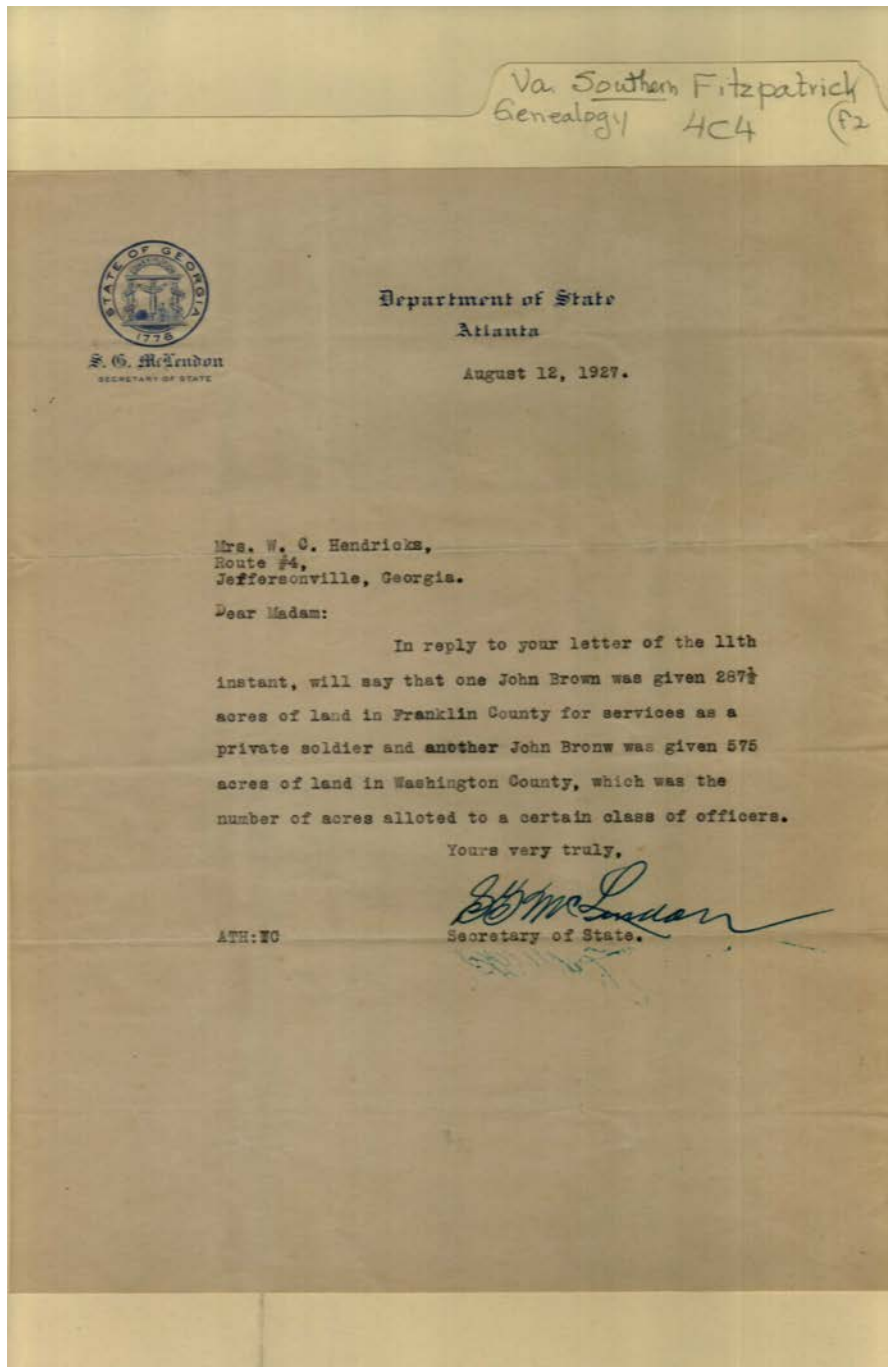 Va. Southern Fitzpatrick
Genealogy 4C4 (f2
STATE OF GEORGIA
CONSTITUTION
1776
S. G. McLendon
SECRETARY OF STATE
Department of State
Atlanta
August 12, 1927.
Mrs. W. C. Hendricks,
Route #4,
Jeffersonville, Georgia.
Dear Madam:
In reply to your letter of the 11th
instant, will say that one John Brown was given 287½
acres of land in Franklin County for services as a
private soldier and another John Bronw was given 575
acres of land in Washington County, which was the
number of acres alloted to a certain class of officers.
Yours very truly,
SG McLendon
ATH:WC
Secretary of State.